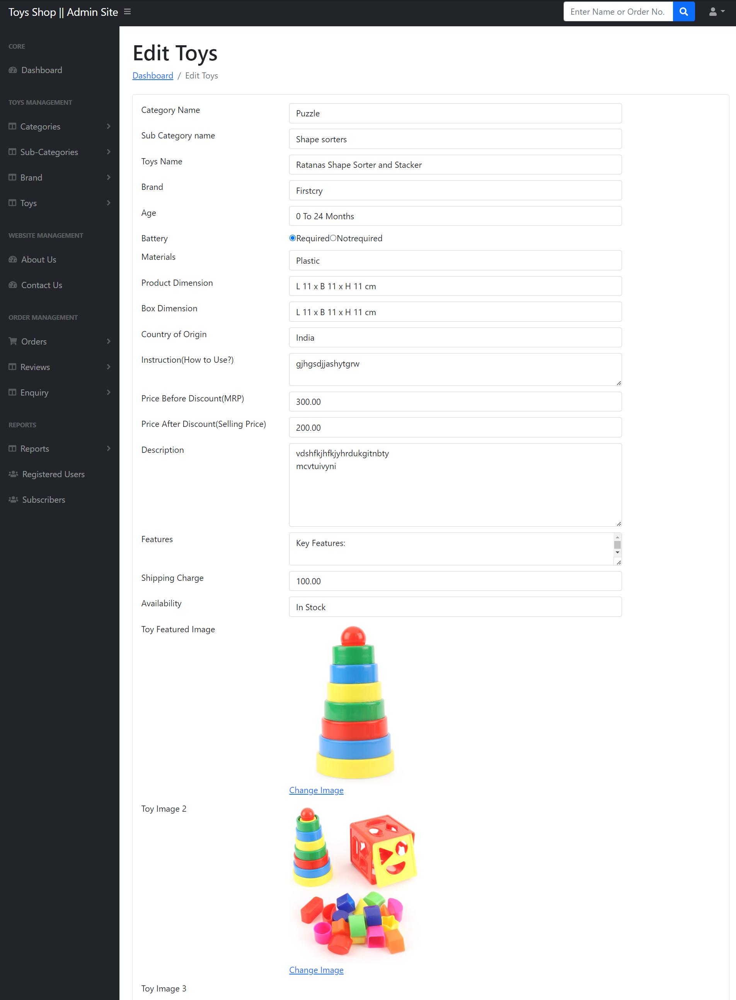 Toys Shop || Admin Site
Enter Name or Order No.
CORE
Dashboard
TOYS MANAGEMENT
Categories
Sub-Categories
Brand
Toys
WEBSITE MANAGEMENT
About Us
Contact Us
ORDER MANAGEMENT
Orders
Reviews
Enquiry
REPORTS
Reports
Registered Users
Subscribers
Edit Toys
Dashboard / Edit Toys
Category Name
Puzzle
Sub Category name
Shape sorters
Toys Name
Ratanas Shape Sorter and Stacker
Brand
Firstcry
Age
0 To 24 Months
Battery
Required Notrequired
Materials
Plastic
Product Dimension
L 11 x B 11 x H 11 cm
Box Dimension
L 11 x B 11 x H 11 cm
Country of Origin
India
Instruction(How to Use?)
gjhgsdjjashytgrw
Price Before Discount(MRP)
300.00
Price After Discount(Selling Price)
200.00
Description
vdshfkjhfkjyhrdukgitnbty
mcvtuivyni
Features
Key Features:
Shipping Charge
100.00
Availability
In Stock
Toy Featured Image
Change Image
Toy Image 2
Change Image
Toy Image 3